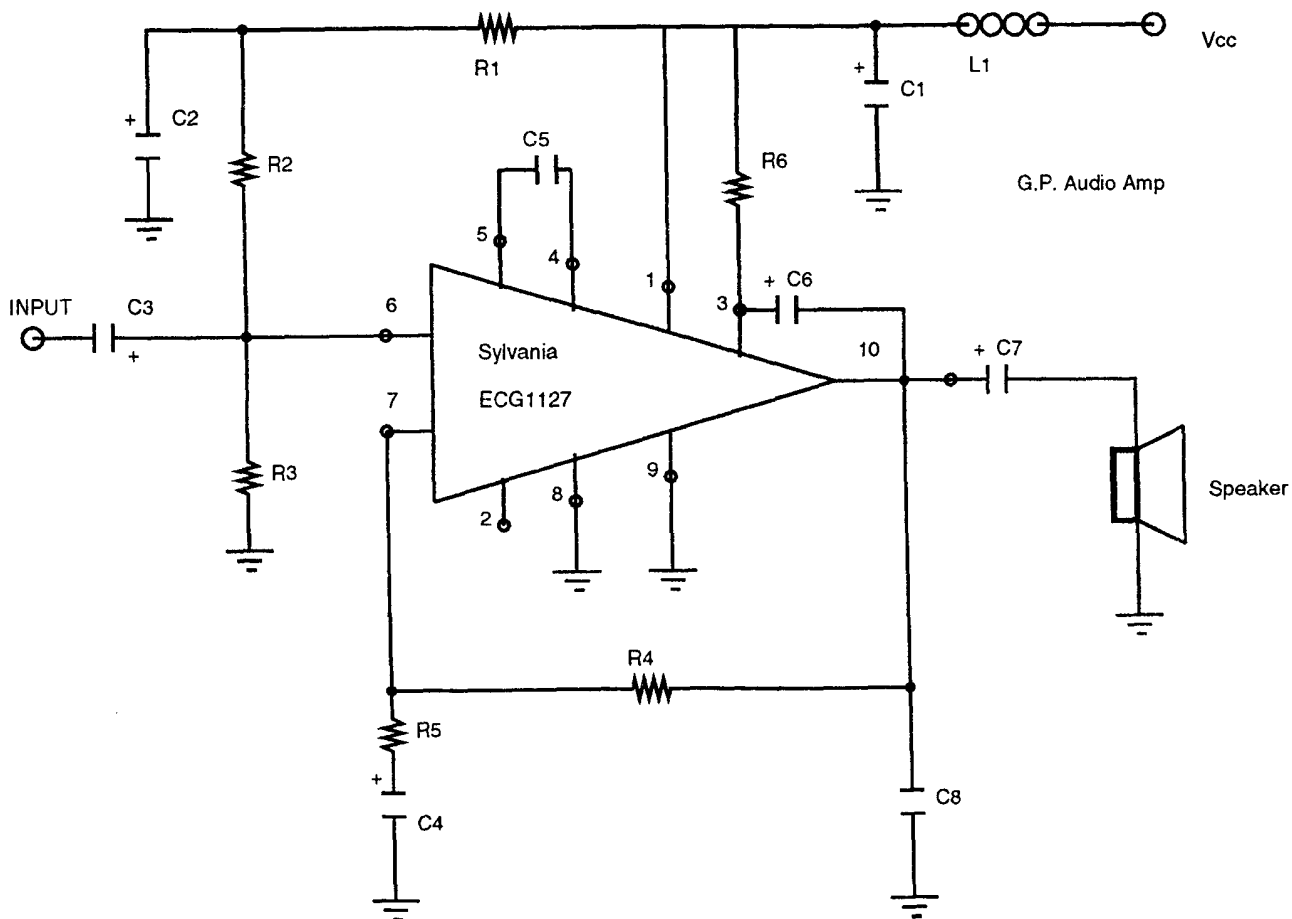 Vcc
R1
L1
+ C1
+ C2
C5
R2
R6
G.P. Audio Amp
5
4
1
+ C6
INPUT
C3
+
6
3
Sylvania
ECG1127
10
+ C7
7
R3
9
8
2
Speaker
R4
R5
+
C4
C8